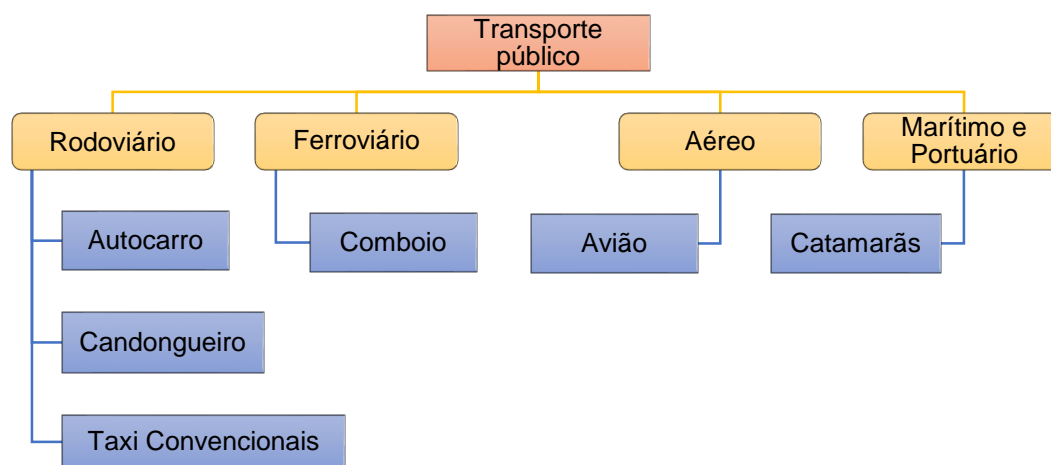 Transporte
público
Rodoviário
Ferroviário
Aéreo
Marítimo e
Portuário
Autocarro
Comboio
Avião
Catamarãs
Candongueiro
Taxi Convencionais